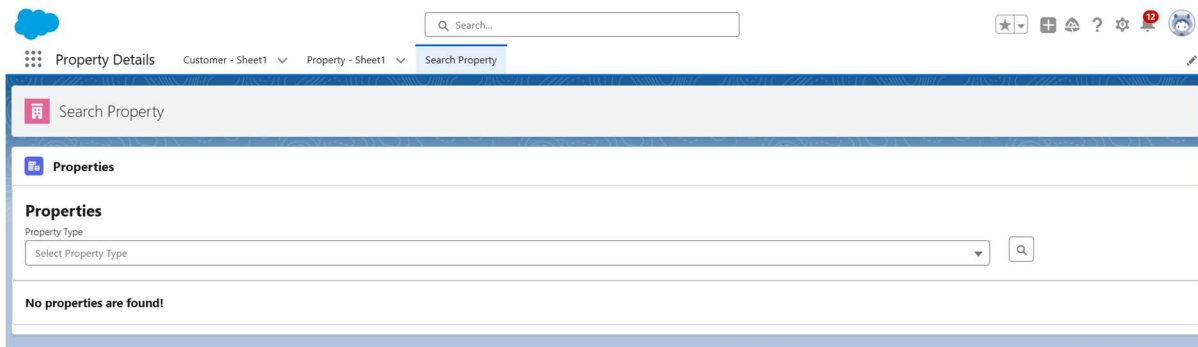 Search...
12
Property Details Customer - Sheet1 Property - Sheet1 Search Property
Search Property
Properties
Properties
Property Type
Select Property Type
No properties are found!